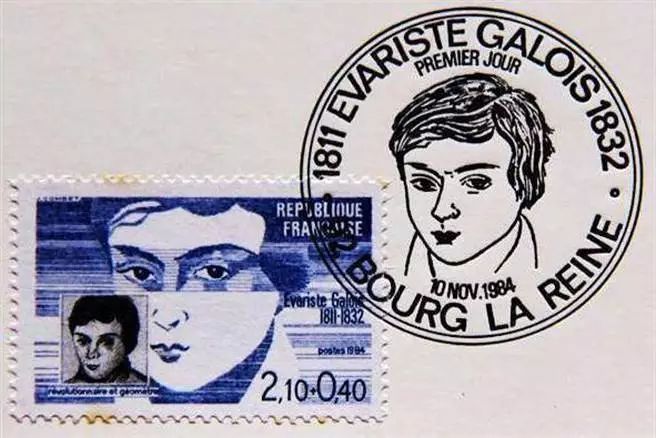 1811 EVARISTE GALOIS 1832
PREMIER JOUR
10 NOV. 1984
92 BOURG LA REINE
REPUBLIQUE
FRANÇAISE
Evariste Galois
1811-1832
postes 1984
2,10+0,40
révolutionnaire et géomètre